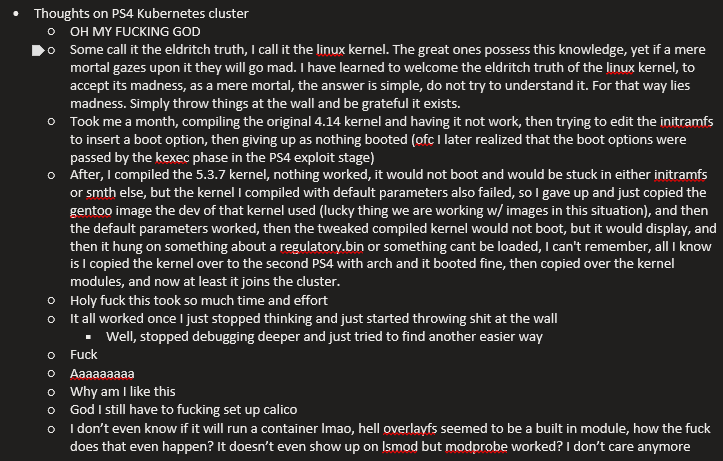 Thoughts on PS4 Kubernetes cluster
OH MY FUCKING GOD
Some call it the eldritch truth, I call it the linux kernel. The great ones possess this knowledge, yet if a mere
mortal gazes upon it they will go mad. I have learned to welcome the eldritch truth of the linux kernel, to
accept its madness, as a mere mortal, the answer is simple, do not try to understand it. For that way lies
madness. Simply throw things at the wall and be grateful it exists.
Took me a month, compiling the original 4.14 kernel and having it not work, then trying to edit the initramfs
to insert a boot option, then giving up as nothing booted (ofc I later realized that the boot options were
passed by the kexec phase in the PS4 exploit stage)
After, I compiled the 5.3.7 kernel, nothing worked, it would not boot and would be stuck in either initramfs
or smth else, but the kernel I compiled with default parameters also failed, so I gave up and just copied the
gentoo image the dev of that kernel used (lucky thing we are working w/ images in this situation), and then
the default parameters worked, then the tweaked compiled kernel would not boot, but it would display, and
then it hung on something about a regulatory.bin or something cant be loaded, I can't remember, all I know
is I copied the kernel over to the second PS4 with arch and it booted fine, then copied over the kernel
modules, and now at least it joins the cluster.
Holy fuck this took so much time and effort
It all worked once I just stopped thinking and just started throwing shit at the wall
Well, stopped debugging deeper and just tried to find another easier way
Fuck
Aaaaaaaaa
Why am I like this
God I still have to fucking set up calico
I don't even know if it will run a container lmao, hell overlayfs seemed to be a built in module, how the fuck
does that even happen? It doesn't even show up on lsmod but modprobe worked? I don't care anymore